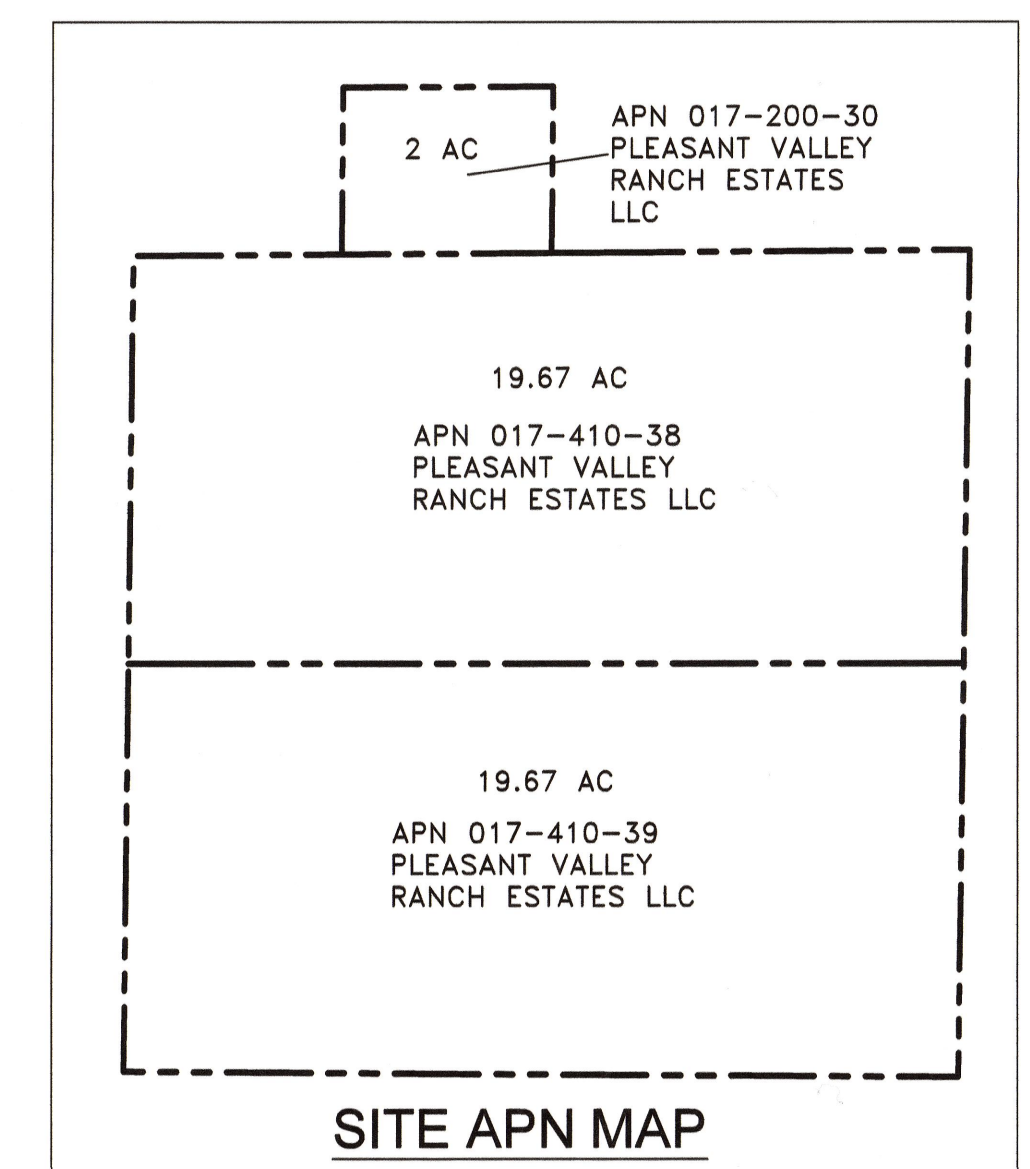 2 AC
APN 017-200-30
PLEASANT VALLEY
RANCH ESTATES
LLC
19.67 AC
APN 017-410-38
PLEASANT VALLEY
RANCH ESTATES LLC
19.67 AC
APN 017-410-39
PLEASANT VALLEY
RANCH ESTATES LLC
SITE APN MAP